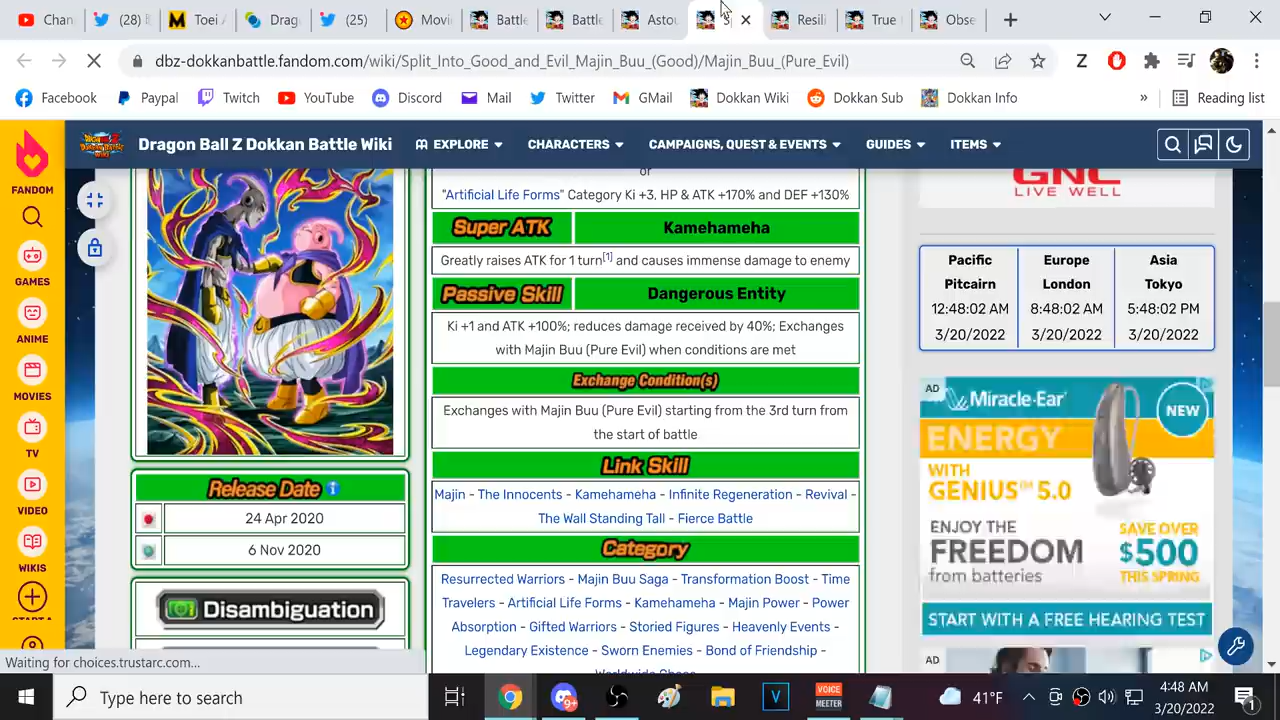 Chan
(28)
Toei
Drag
(25)
Movi
Battle
Battle
Astou
Resili
True
Obse
dbz-dokkanbattle.fandom.com/wiki/Split_Into_Good_and_Evil_Majin_Buu_(Good)/Majin_Buu_(Pure_Evil)
Facebook
Paypal
Twitch
YouTube
Discord
Mail
Twitter
GMail
Dokkan Wiki
Dokkan Sub
Dokkan Info
»
Reading list
FANDOM
GAMES
ANIME
MOVIES
TV
VIDEO
WIKIS
START A
Dragon Ball Z Dokkan Battle Wiki
EXPLORE
CHARACTERS
CAMPAIGNS, QUEST & EVENTS
GUIDES
ITEMS
Release Date
24 Apr 2020
6 Nov 2020
Disambiguation
or
"Artificial Life Forms" Category Ki +3, HP & ATK +170% and DEF +130%
Super ATK
Kamehameha
Greatly raises ATK for 1 turn[1] and causes immense damage to enemy
Passive Skill
Dangerous Entity
Ki +1 and ATK +100%; reduces damage received by 40%; Exchanges
with Majin Buu (Pure Evil) when conditions are met
Exchange Condition(s)
Exchanges with Majin Buu (Pure Evil) starting from the 3rd turn from
the start of battle
Link Skill
Majin - The Innocents - Kamehameha - Infinite Regeneration - Revival -
The Wall Standing Tall - Fierce Battle
Category
Resurrected Warriors - Majin Buu Saga - Transformation Boost - Time
Travelers - Artificial Life Forms - Kamehameha - Majin Power - Power
Absorption - Gifted Warriors - Storied Figures - Heavenly Events -
Legendary Existence - Sworn Enemies - Bond of Friendship -
Worldwide Chaos
GNC
LIVE WELL
Pacific
Pitcairn
12:48:02 AM
3/20/2022
Europe
London
8:48:02 AM
3/20/2022
Asia
Tokyo
5:48:02 PM
3/20/2022
AD
Miracle-Ear
NEW
ENERGY
WITH
GENIUS™ 5.0
ENJOY THE
FREEDOM
from batteries
SAVE OVER
$500
THIS SPRING
START WITH A FREE HEARING TEST
AD
Waiting for choices.trustarc.com...
Type here to search
9+
V
VOICE
MEETER
41°F
4:48 AM
3/20/2022
1